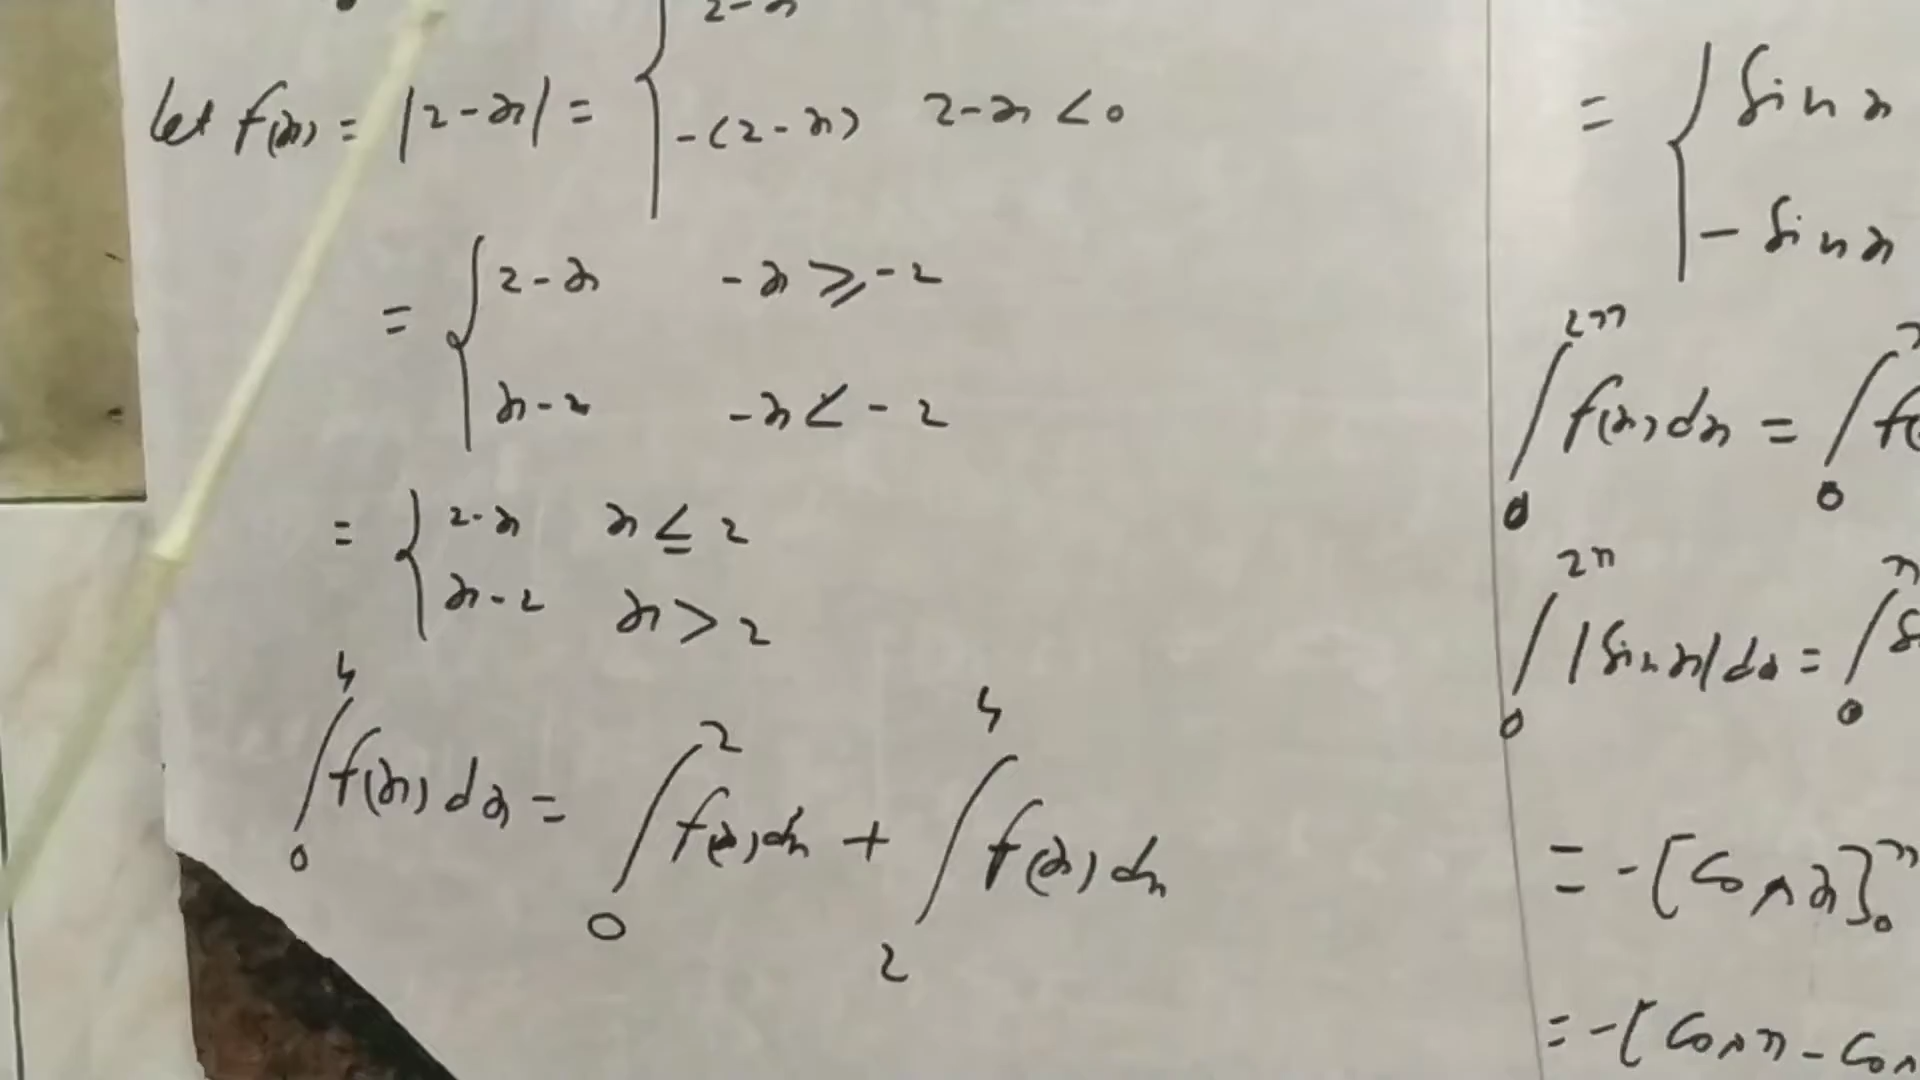 2-x
let f(x) = |2-x| = { -(2-x) 2-x < 0
= { 2-x -x ⩾ -2
x-2 -x < -2
= { 2-x x ≤ 2
x-2 x > 2
∫₀⁴ f(x) dx = ∫₀² f(x) dx + ∫₂⁴ f(x) dx
= { Sin x
- Sin x
∫₀^2π f(x) dx = ∫₀ f(
∫₀^2π |Sin x| dx = ∫₀^π S
= -[Cos x]₀^π
= -[Cos π - Cos